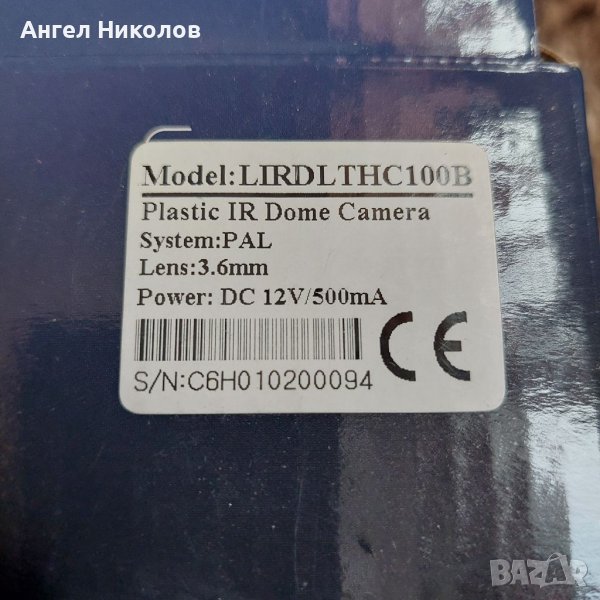 Ангел Николов
Model:LIRDLTHC100B
Plastic IR Dome Camera
System:PAL
Lens:3.6mm
Power: DC 12V/500mA
CE
S/N:C6H010200094
BAZAR